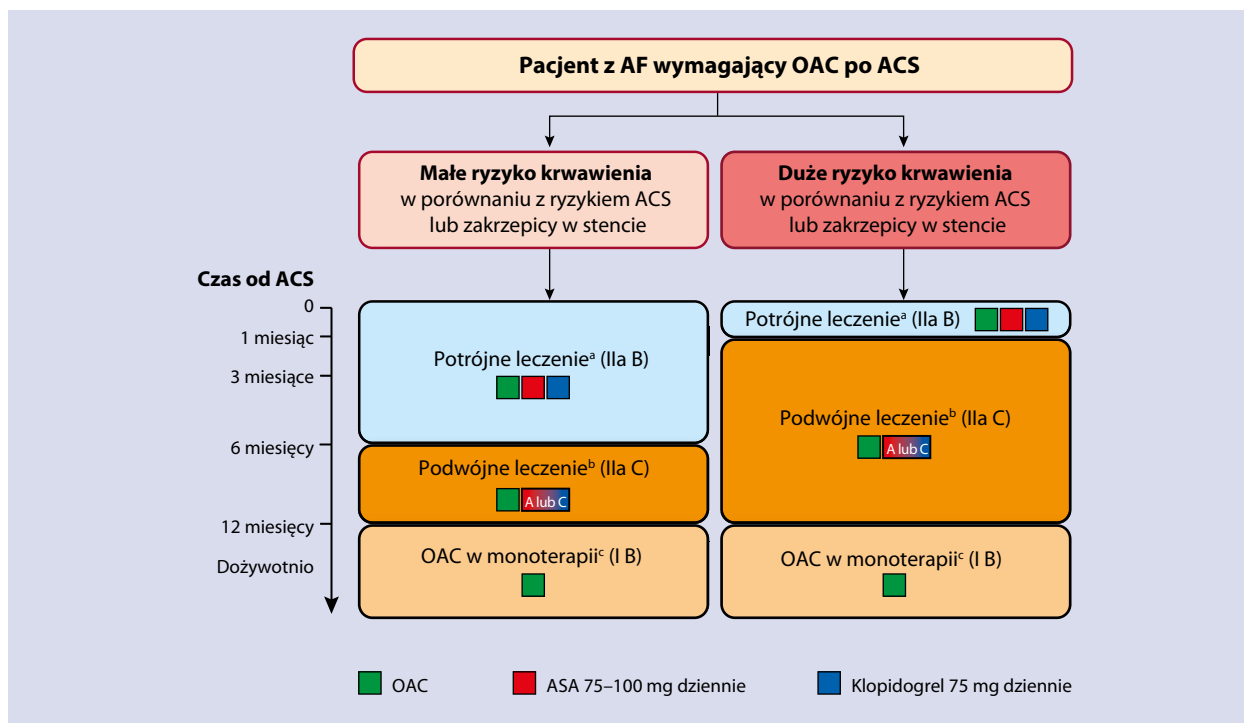 Pacjent z AF wymagający OAC po ACS
Małe ryzyko krwawienia
w porównaniu z ryzykiem ACS
lub zakrzepicy w stencie
Duże ryzyko krwawienia
w porównaniu z ryzykiem ACS
lub zakrzepicy w stencie
Czas od ACS
0
1 miesiąc
3 miesiące
6 miesięcy
12 miesięcy
Dożywotnio
Potrójne leczenieᵃ (IIa B)
Podwójne leczenieᵇ (IIa C)
A lub C
OAC w monoterapiiᶜ (I B)
Potrójne leczenieᵃ (IIa B)
Podwójne leczenieᵇ (IIa C)
A lub C
OAC w monoterapiiᶜ (I B)
OAC
ASA 75–100 mg dziennie
Klopidogrel 75 mg dziennie